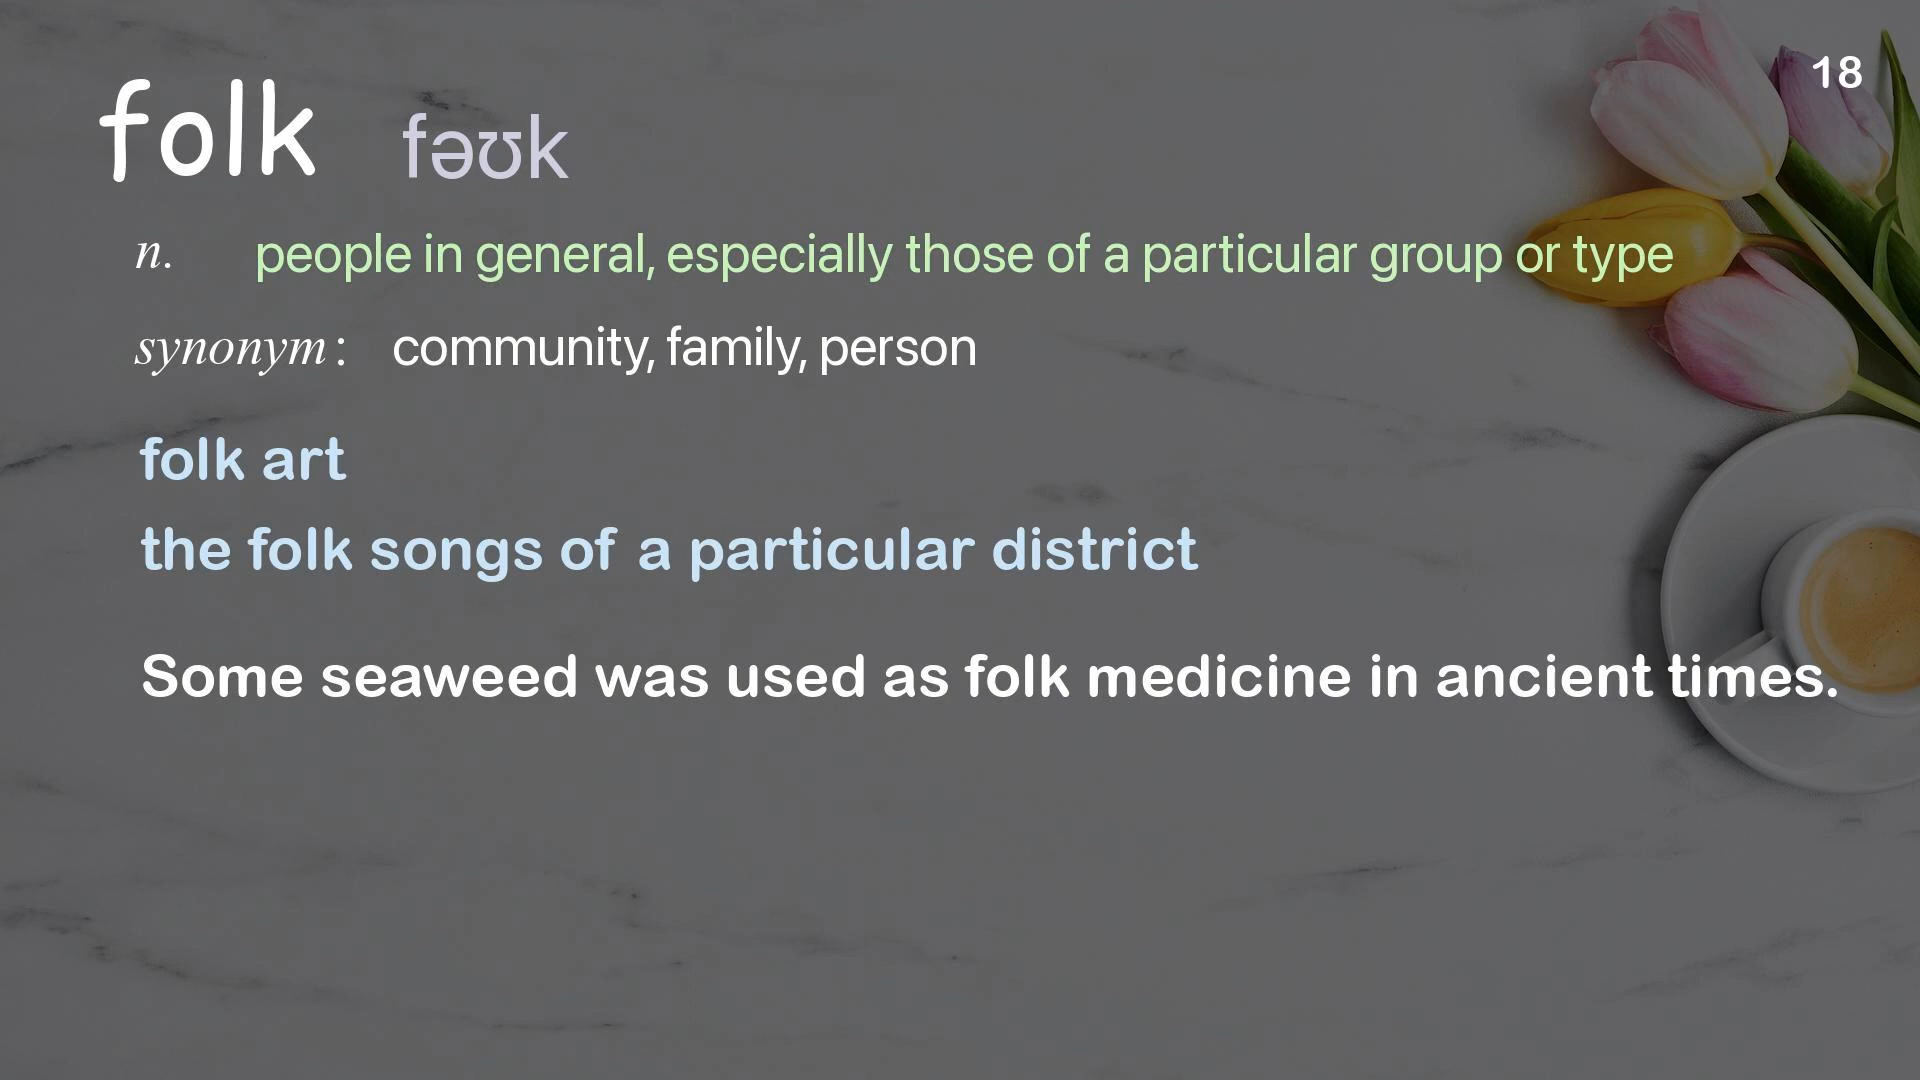 18
folk fəʊk
n. people in general, especially those of a particular group or type
synonym: community, family, person
folk art
the folk songs of a particular district
Some seaweed was used as folk medicine in ancient times.